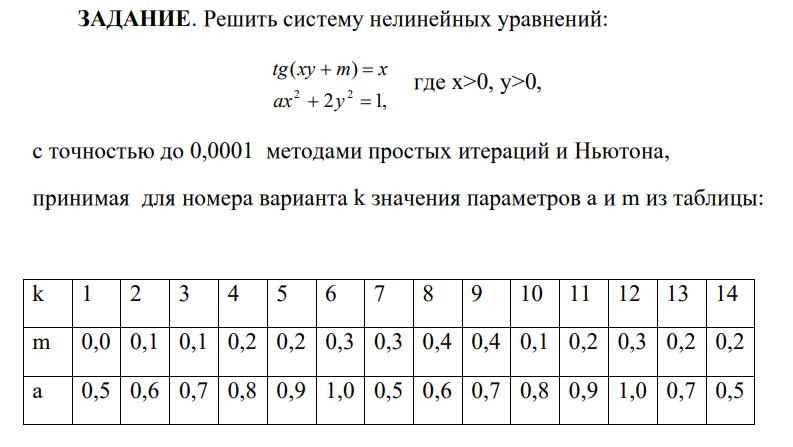 ЗАДАНИЕ. Решить систему нелинейных уравнений:
tg(xy + m) = x
ax² + 2y² = 1,
где x>0, y>0,
с точностью до 0,0001 методами простых итераций и Ньютона,
принимая для номера варианта k значения параметров a и m из таблицы:
k 1 2 3 4 5 6 7 8 9 10 11 12 13 14
m 0,0 0,1 0,1 0,2 0,2 0,3 0,3 0,4 0,4 0,1 0,2 0,3 0,2 0,2
a 0,5 0,6 0,7 0,8 0,9 1,0 0,5 0,6 0,7 0,8 0,9 1,0 0,7 0,5